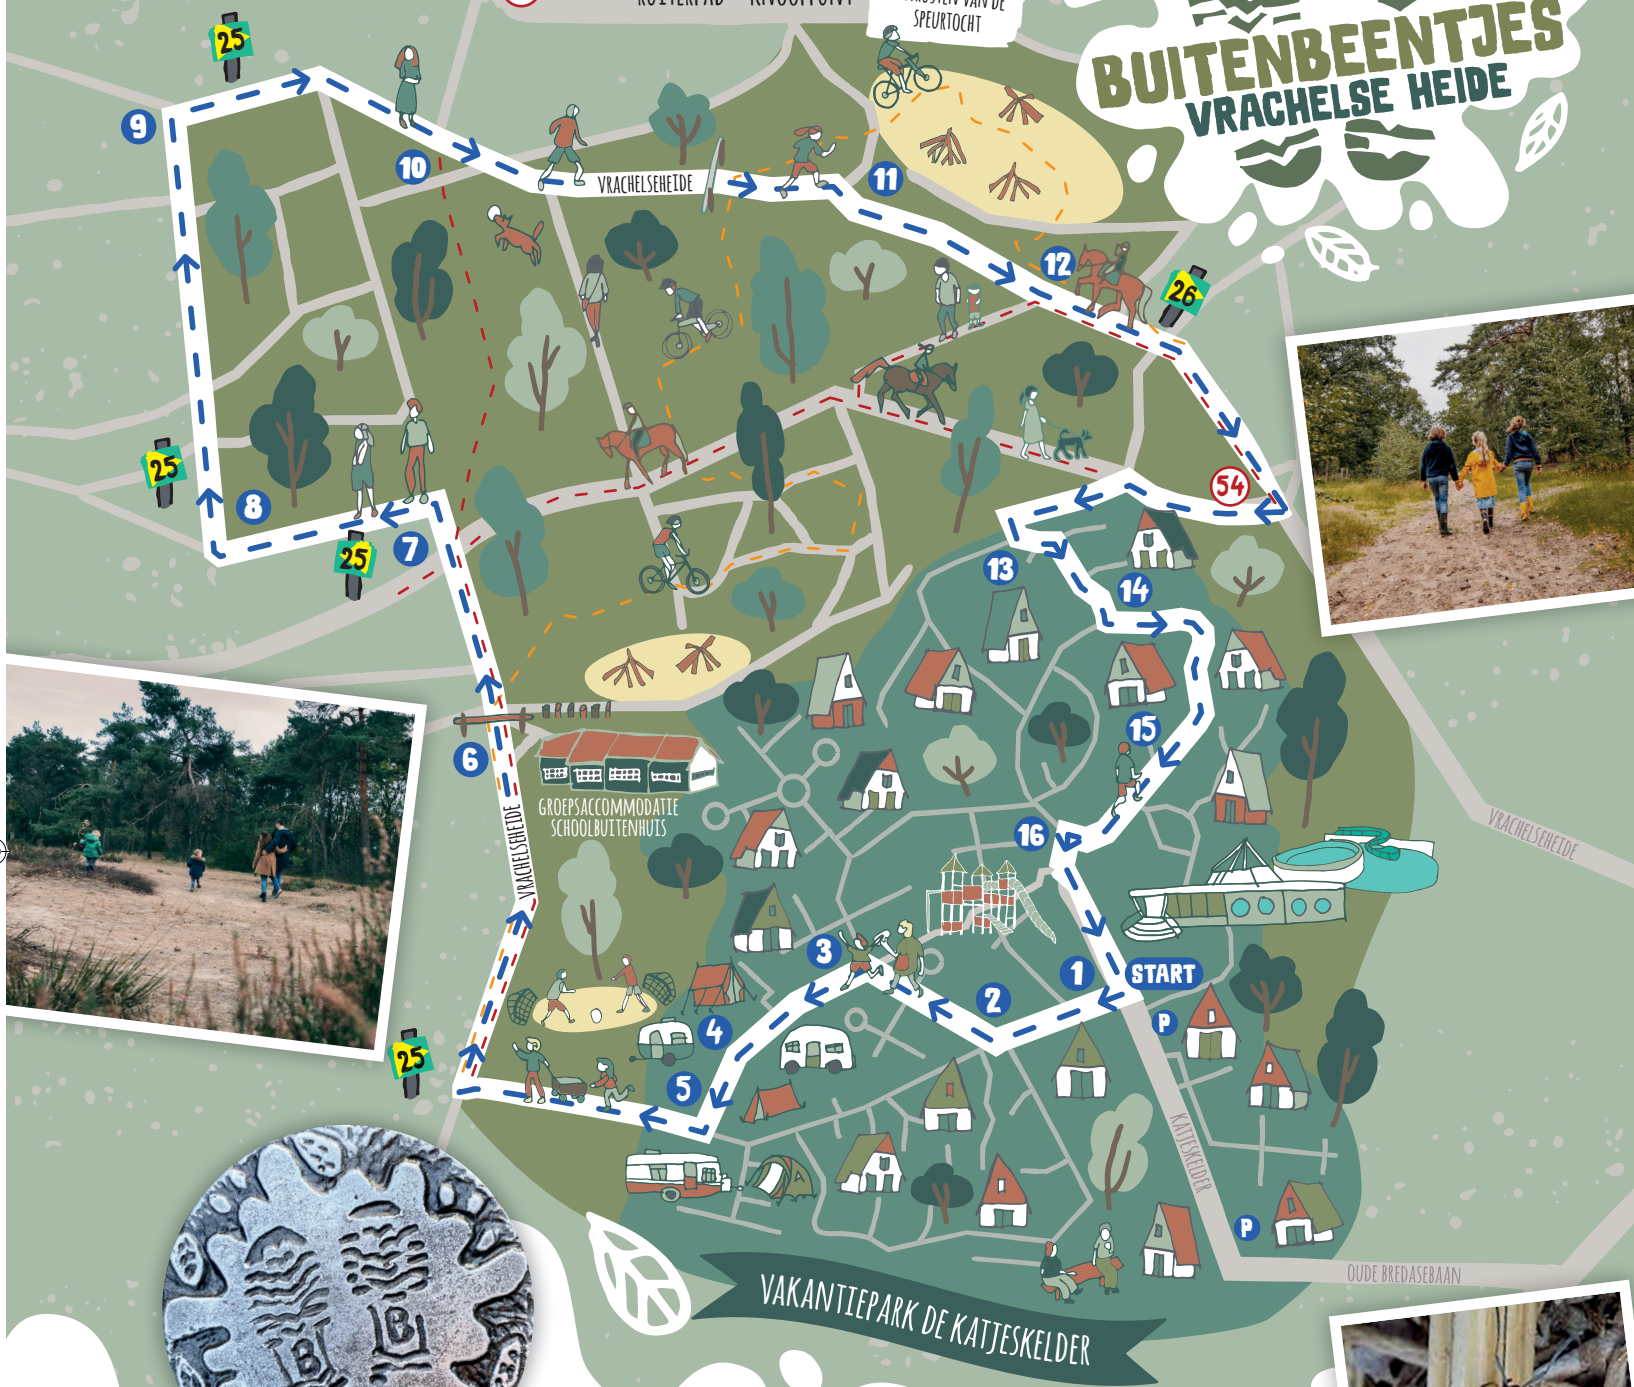 RUITERPAD - KNOOPPUNT
SPEURTOCHT
BUITENBEENTJES
VRACHELSE HEIDE
25
9
10
VRACHELSEHEIDE
11
12
26
25
8
7
25
54
13
14
15
6
GROEPSACCOMMODATIE
SCHOOLBUITENHUIS
16
VRACHELSEHEIDE
VRACHELSEHEIDE
3
1
START
2
P
4
25
5
KATJESKELDER
P
OUDE BREDASEBAAN
VAKANTIEPARK DE KATJESKELDER
B
B